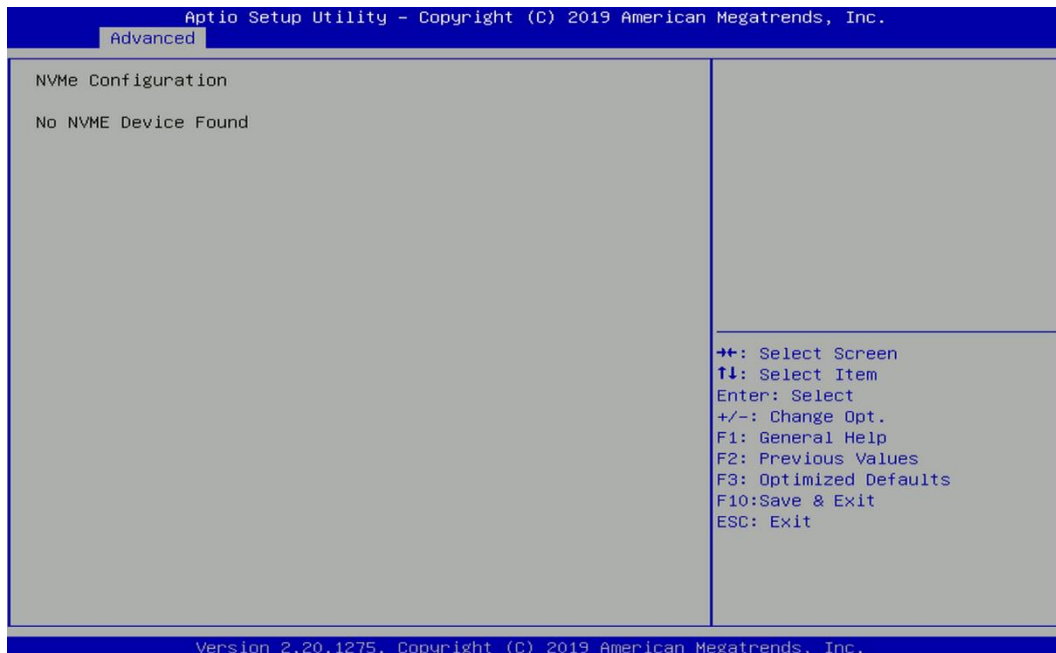 Aptio Setup Utility – Copyright (C) 2019 American Megatrends, Inc.
Advanced
NVMe Configuration
No NVME Device Found
→←: Select Screen
↑↓: Select Item
Enter: Select
+/-: Change Opt.
F1: General Help
F2: Previous Values
F3: Optimized Defaults
F10:Save & Exit
ESC: Exit
Version 2.20.1275. Copyright (C) 2019 American Megatrends, Inc.